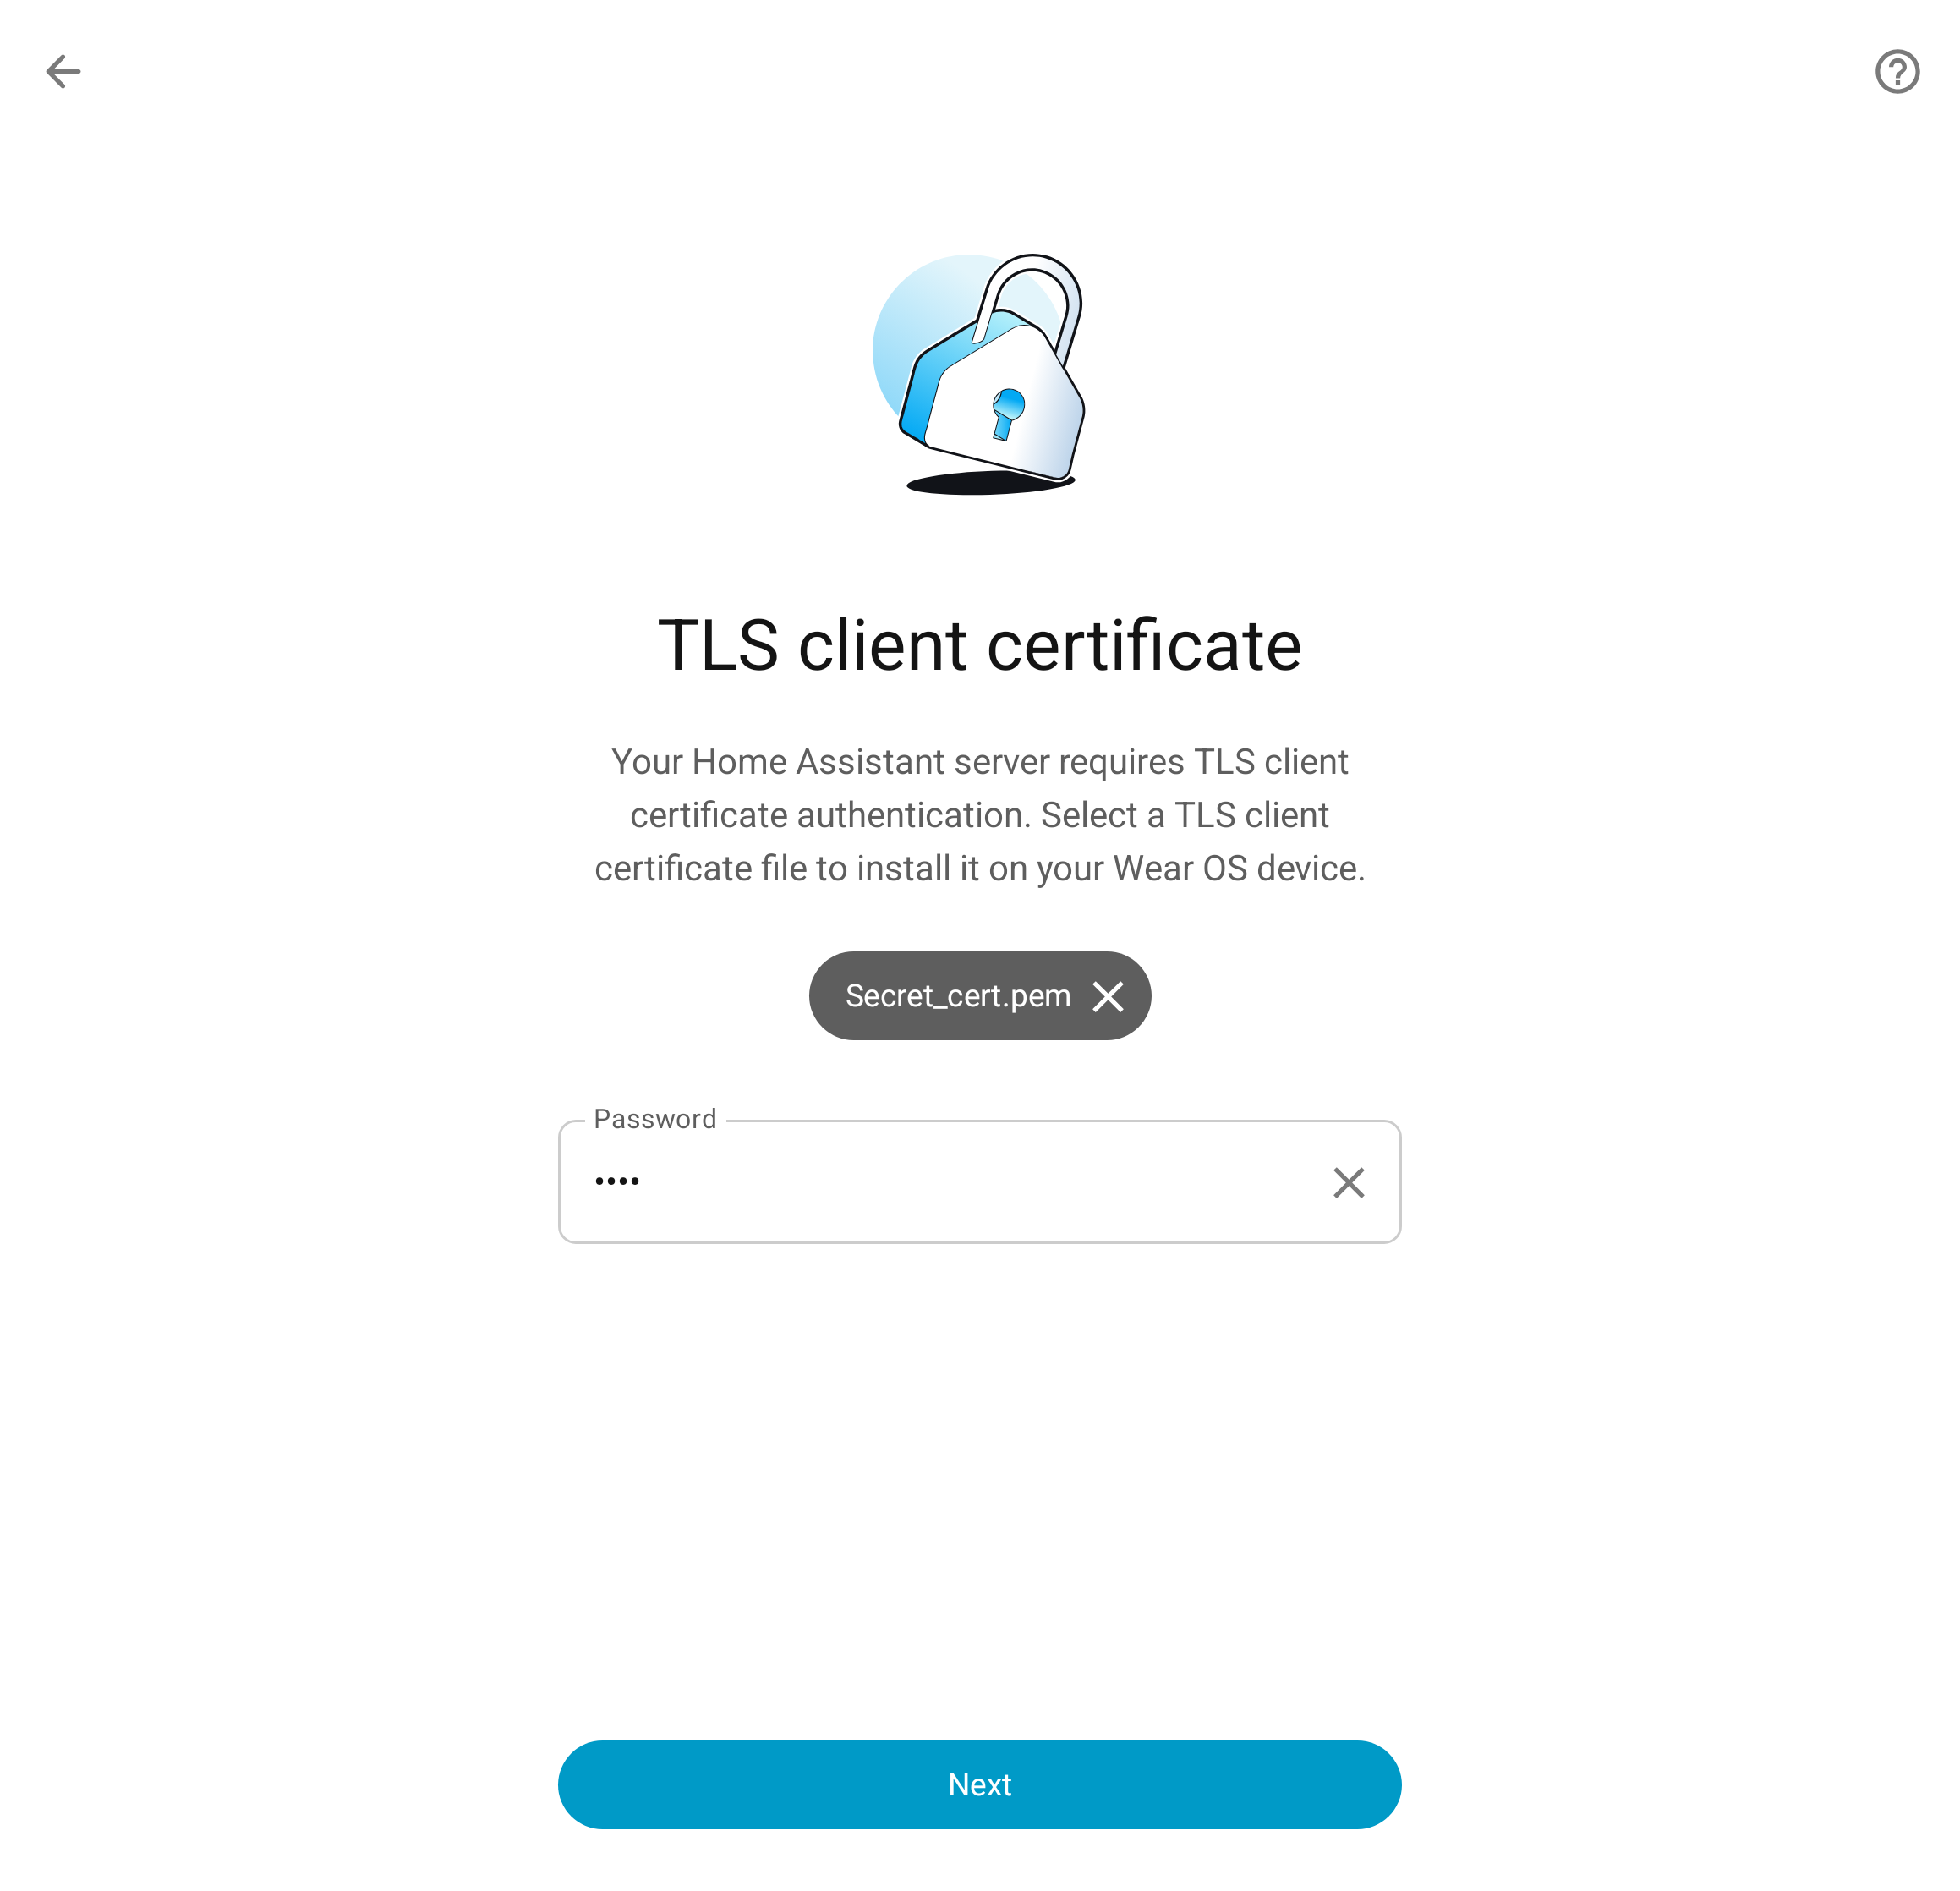 TLS client certificate
Your Home Assistant server requires TLS client
certificate authentication. Select a TLS client
certificate file to install it on your Wear OS device.
Secret_cert.pem
Password
••••
Next